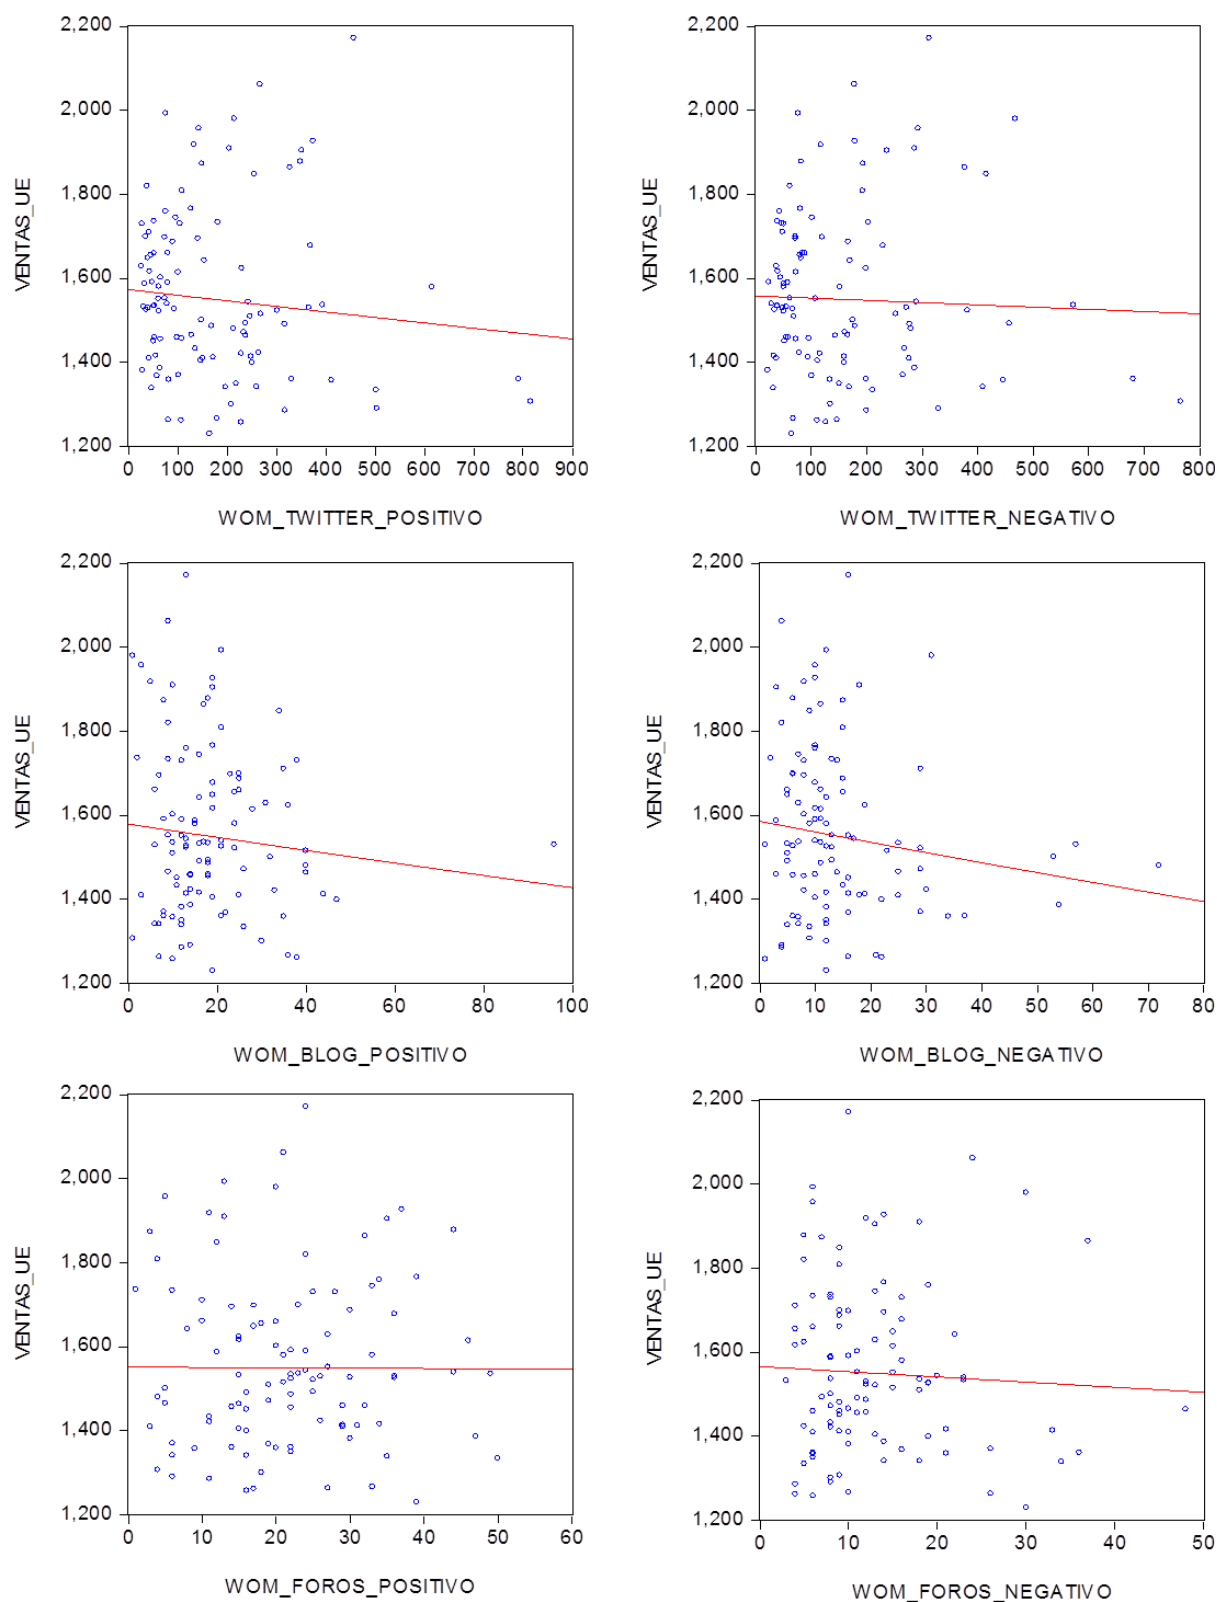 2,200
2,000
1,800
1,600
1,400
1,200
VENTAS_UE
0 100 200 300 400 500 600 700 800 900
WOM_TWITTER_POSITIVO
2,200
2,000
1,800
1,600
1,400
1,200
VENTAS_UE
0 100 200 300 400 500 600 700 800
WOM_TWITTER_NEGATIVO
2,200
2,000
1,800
1,600
1,400
1,200
VENTAS_UE
0 20 40 60 80 100
WOM_BLOG_POSITIVO
2,200
2,000
1,800
1,600
1,400
1,200
VENTAS_UE
0 10 20 30 40 50 60 70 80
WOM_BLOG_NEGATIVO
2,200
2,000
1,800
1,600
1,400
1,200
VENTAS_UE
0 10 20 30 40 50 60
WOM_FOROS_POSITIVO
2,200
2,000
1,800
1,600
1,400
1,200
VENTAS_UE
0 10 20 30 40 50
WOM_FOROS_NEGATIVO